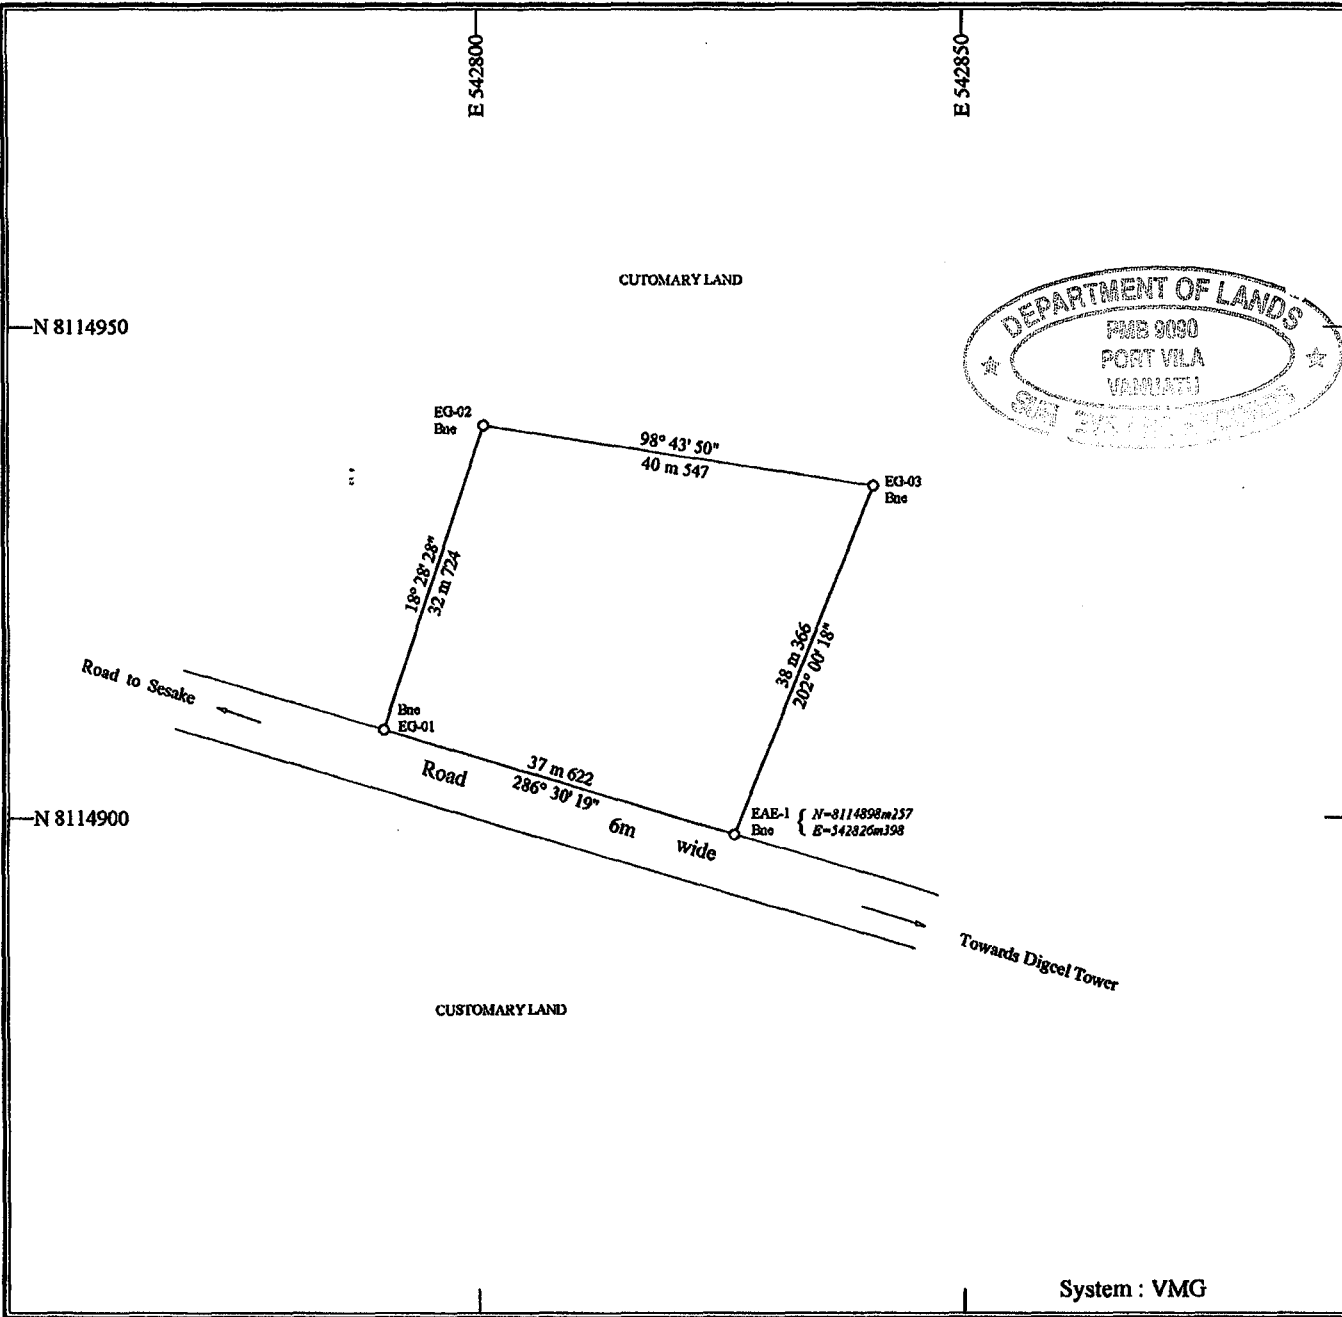 E 542800
E 542850
CUTOMARY LAND
DEPARTMENT OF LANDS
PMB 9090
PORT VILA
VANUATU
N 8114950
EG-02
Bne
98° 43' 50"
40 m 547
EG-03
Bne
18° 28' 28"
32 m 724
38 m 366
202° 00' 18"
Road to Sesake
Bne
EG-01
37 m 622
286° 30' 19"
Road 6m wide
EAE-1 { N=8114898m257
Bne { E=542826m398
N 8114900
Towards Digcel Tower
CUSTOMARY LAND
System : VMG